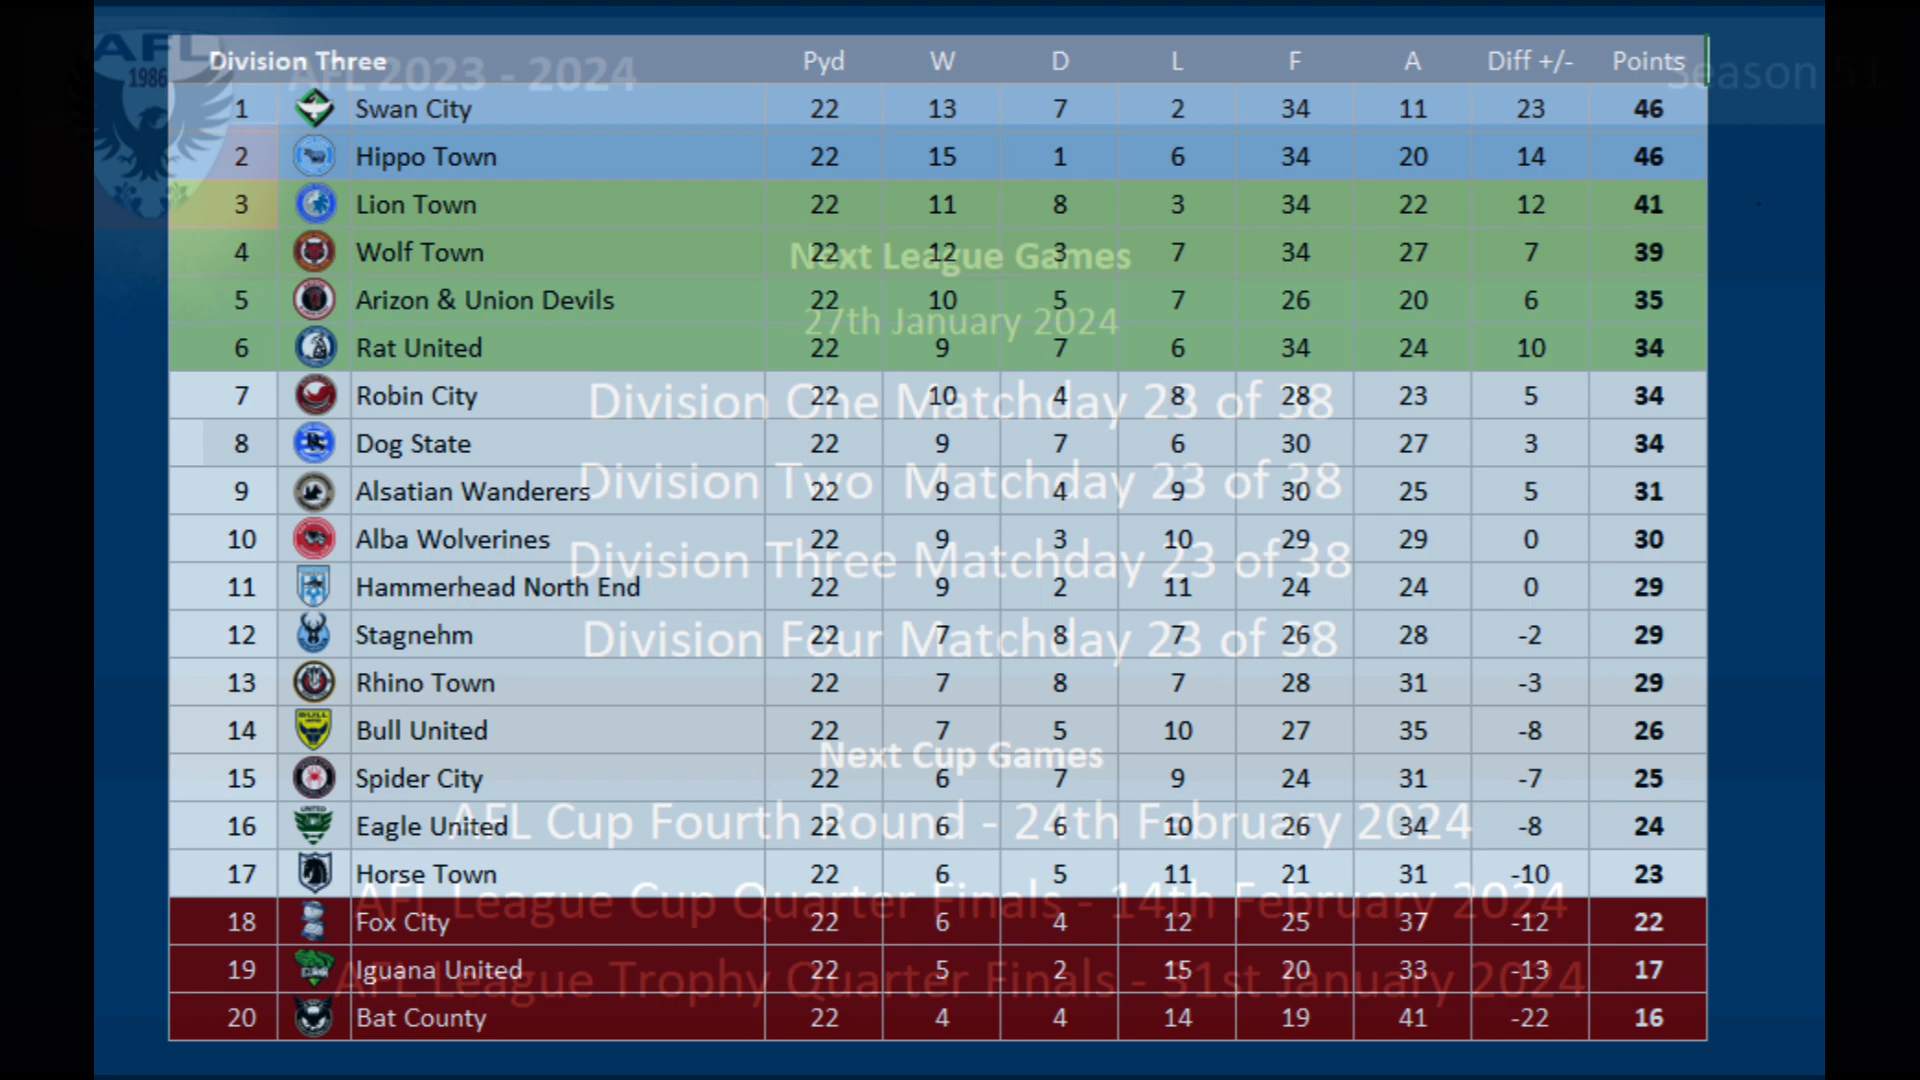 AFL
1986
AFL 2023 - 2024
Season 51
Division Three Pyd W D L F A Diff +/- Points
1 Swan City 22 13 7 2 34 11 23 46
2 Hippo Town 22 15 1 6 34 20 14 46
3 Lion Town 22 11 8 3 34 22 12 41
4 Wolf Town 22 12 3 7 34 27 7 39
Next League Games
5 Arizon & Union Devils 22 10 5 7 26 20 6 35
27th January 2024
6 Rat United 22 9 7 6 34 24 10 34
7 Robin City 22 10 4 8 28 23 5 34
Division One Matchday 23 of 38
8 Dog State 22 9 7 6 30 27 3 34
Division Two Matchday 23 of 38
9 Alsatian Wanderers 22 9 4 9 30 25 5 31
10 Alba Wolverines 22 9 3 10 29 29 0 30
Division Three Matchday 23 of 38
11 Hammerhead North End 22 9 2 11 24 24 0 29
12 Stagnehm 22 7 8 7 26 28 -2 29
Division Four Matchday 23 of 38
13 Rhino Town 22 7 8 7 28 31 -3 29
14 Bull United 22 7 5 10 27 35 -8 26
Next Cup Games
15 Spider City 22 6 7 9 24 31 -7 25
16 Eagle United 22 6 6 10 26 34 -8 24
AFL Cup Fourth Round - 24th February 2024
17 Horse Town 22 6 5 11 21 31 -10 23
AFL League Cup Quarter Finals - 14th February 2024
18 Fox City 22 6 4 12 25 37 -12 22
19 Iguana United 22 5 2 15 20 33 -13 17
AFL League Trophy Quarter Finals - 31st January 2024
20 Bat County 22 4 4 14 19 41 -22 16